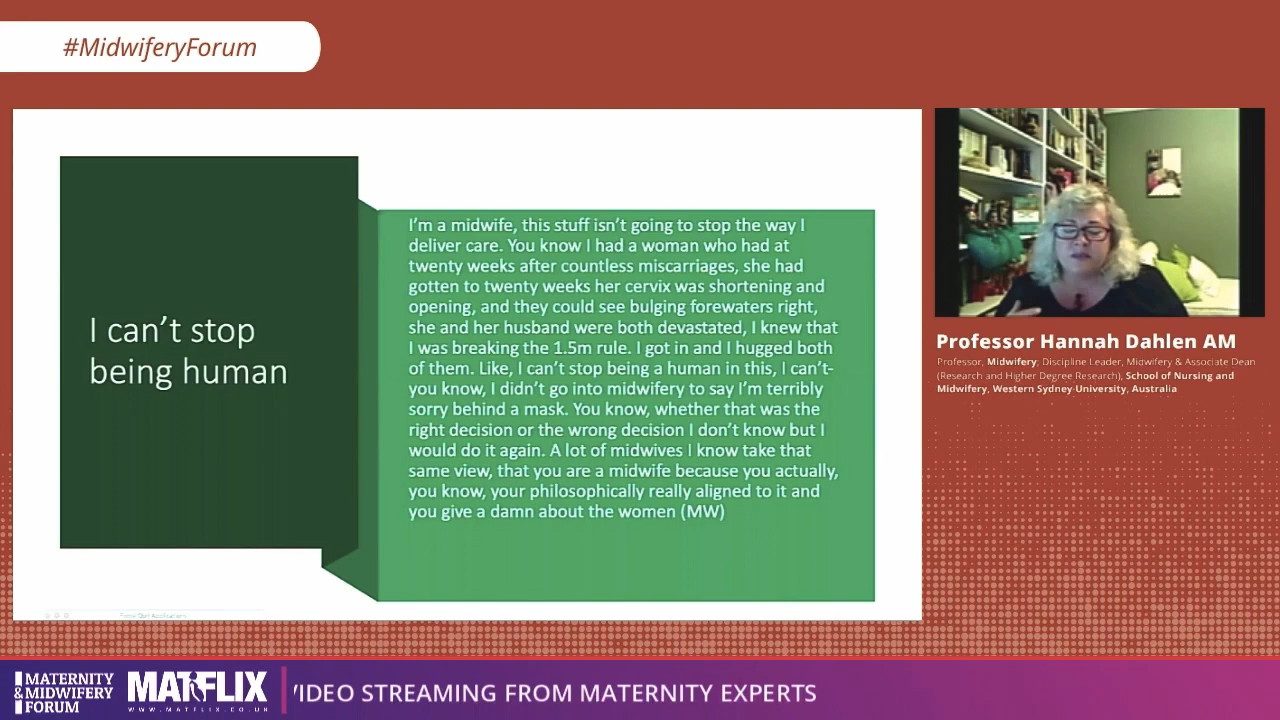 #MidwiferyForum
I can't stop
being human
I'm a midwife, this stuff isn't going to stop the way I
deliver care. You know I had a woman who had at
twenty weeks after countless miscarriages, she had
gotten to twenty weeks her cervix was shortening and
opening, and they could see bulging forewaters right,
she and her husband were both devastated, I knew that
I was breaking the 1.5m rule. I got in and I hugged both
of them. Like, I can't stop being a human in this, I can't-
you know, I didn't go into midwifery to say I'm terribly
sorry behind a mask. You know, whether that was the
right decision or the wrong decision I don't know but I
would do it again. A lot of midwives I know take that
same view, that you are a midwife because you actually,
you know, your philosophically really aligned to it and
you give a damn about the women (MW)
Professor Hannah Dahlen AM
Professor, Midwifery; Discipline Leader, Midwifery & Associate Dean
(Research and Higher Degree Research), School of Nursing and
Midwifery, Western Sydney University, Australia
MATERNITY
& MIDWIFERY
FORUM
MATFLIX
WWW.MATFLIX.CO.UK
IDEO STREAMING FROM MATERNITY EXPERTS